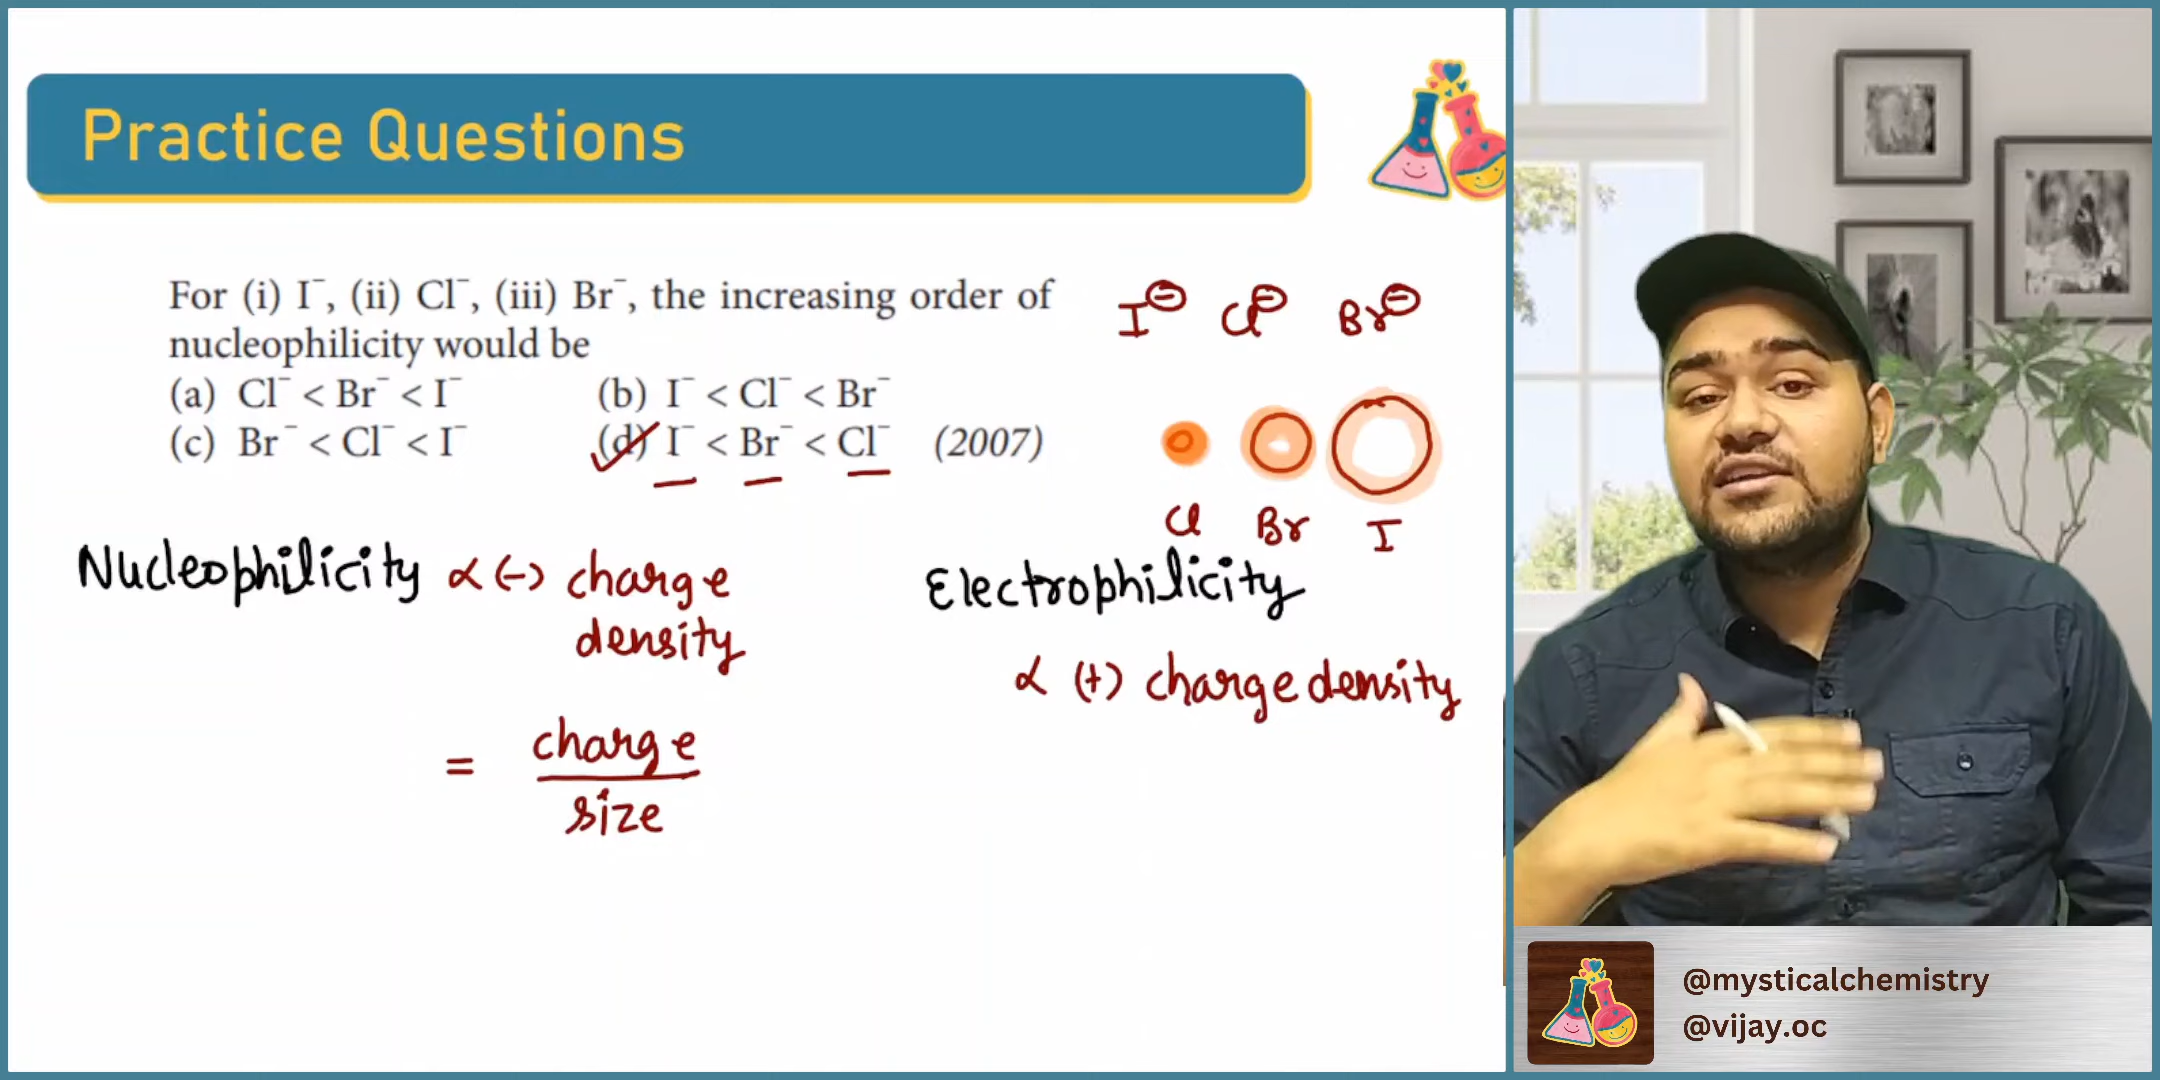 Practice Questions
For (i) I⁻, (ii) Cl⁻, (iii) Br⁻, the increasing order of
nucleophilicity would be
(a) Cl⁻ < Br⁻ < I⁻
(b) I⁻ < Cl⁻ < Br⁻
(c) Br⁻ < Cl⁻ < I⁻
(d) I⁻ < Br⁻ < Cl⁻ (2007)
I⊖ Cl⊖ Br⊖
Cl Br I
Nucleophilicity ∝ (-) charge
density
= charge
size
Electrophilicity
∝ (+) charge density
@mysticalchemistry
@vijay.oc